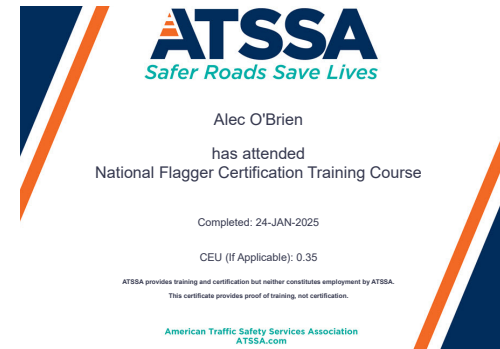 ATSSA
Safer Roads Save Lives
Alec O'Brien
has attended
National Flagger Certification Training Course
Completed: 24-JAN-2025
CEU (If Applicable): 0.35
ATSSA provides training and certification but neither constitutes employment by ATSSA.
This certificate provides proof of training, not certification.
American Traffic Safety Services Association
ATSSA.com